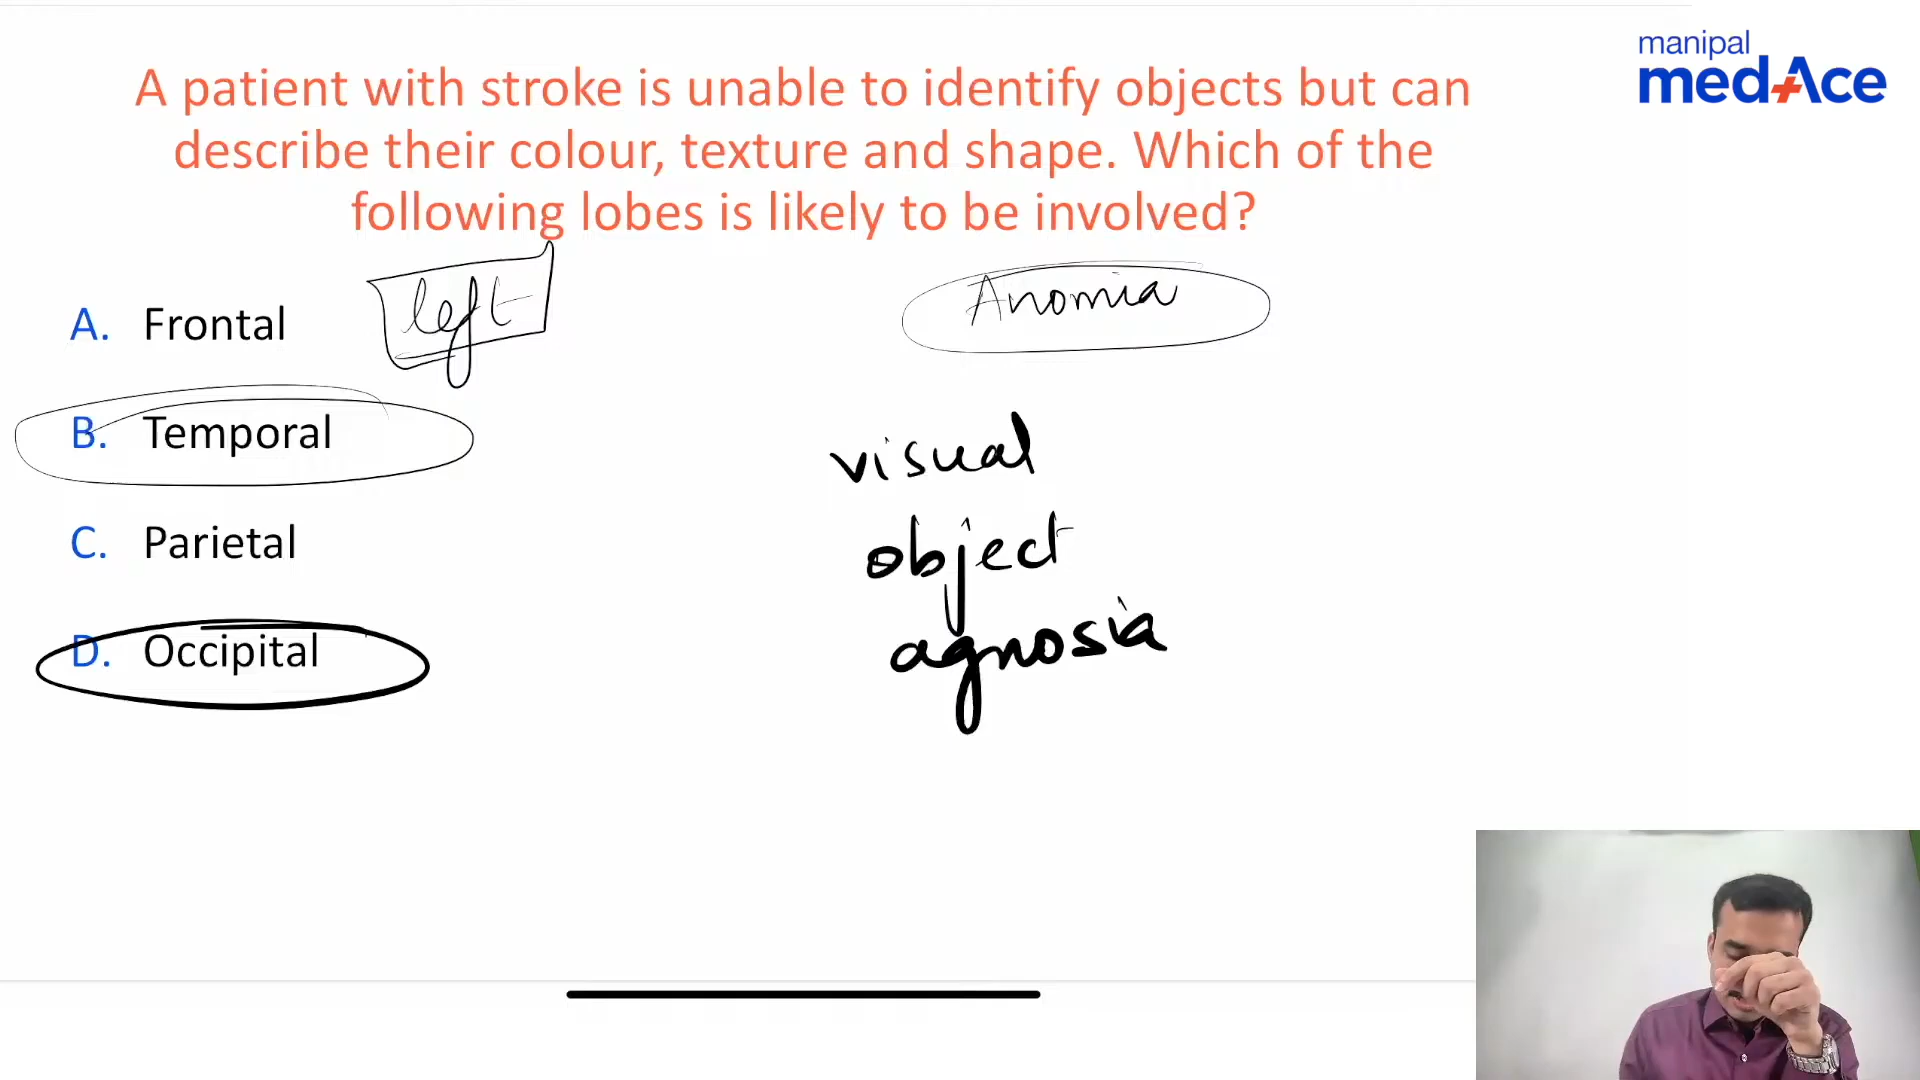 manipal
medAce
A patient with stroke is unable to identify objects but can
describe their colour, texture and shape. Which of the
following lobes is likely to be involved?
left
Anomia
A. Frontal
B. Temporal
visual
C. Parietal
object
D. Occipital
agnosia